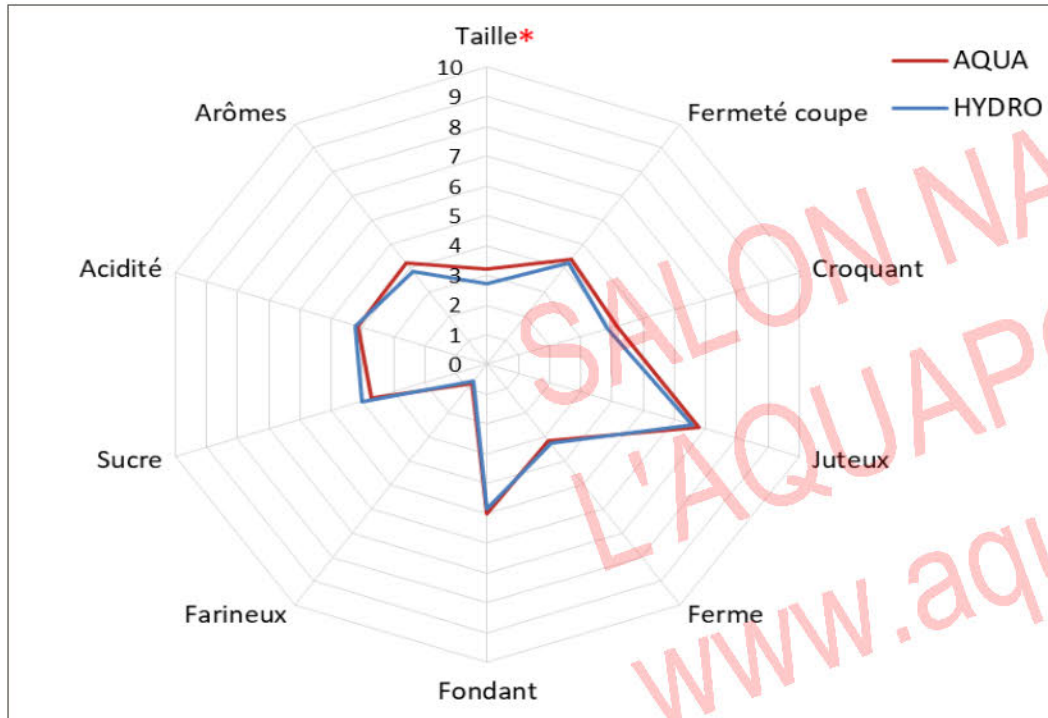 Taille*
10
9
8
7
6
5
4
3
2
1
0
AQUA
HYDRO
Arômes
Fermeté coupe
Acidité
Croquant
Sucre
Juteux
Farineux
Ferme
Fondant
SALON NA
L'AQUAPO
www.aqu